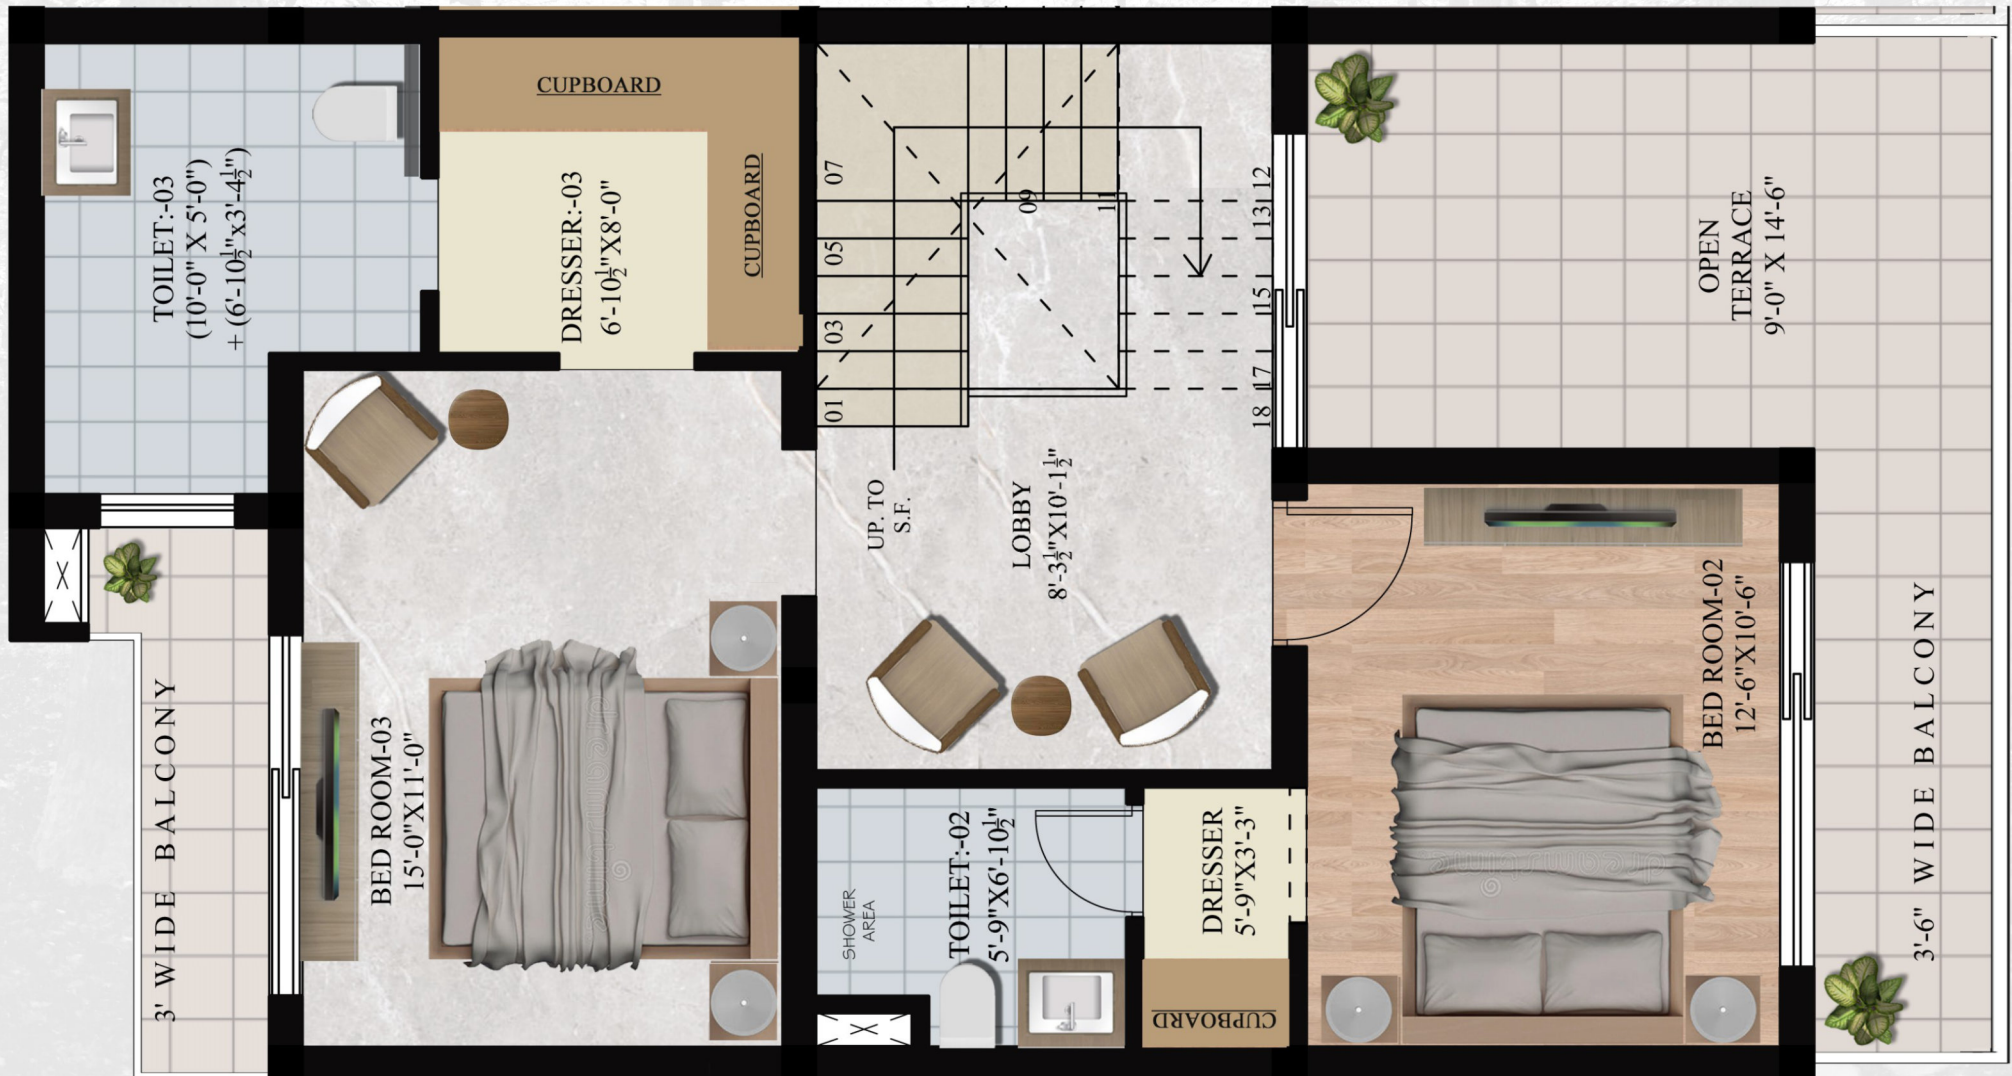 CUPBOARD
CUPBOARD
TOILET:-03
(10'-0" X 5'-0")
+ (6'-10½"x3'-4½")
DRESSER:-03
6'-10½"X8'-0"
07
05
03
01
09
11
12
13
15
17
18
OPEN
TERRACE
9'-0" X 14'-6"
UP. TO
S.F.
LOBBY
8'-3½"X10'-1½"
3' WIDE BALCONY
BED ROOM-03
15'-0"X11'-0"
BED ROOM-02
12'-6"X10'-6"
3'-6" WIDE BALCONY
SHOWER
AREA
TOILET:-02
5'-9"X6'-10½"
DRESSER
5'-9"X3'-3"
CUPBOARD